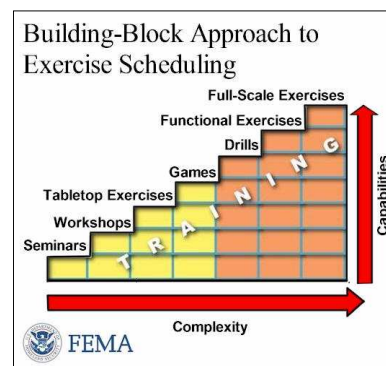 Building-Block Approach to
Exercise Scheduling
Full-Scale Exercises
Functional Exercises
Drills
Games
Tabletop Exercises
Workshops
Seminars
TRAINING
Capabilities
Complexity
FEMA